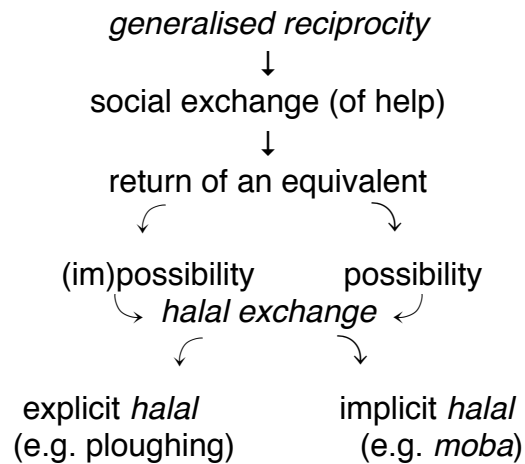 generalised reciprocity
social exchange (of help)
return of an equivalent
(im)possibility possibility
halal exchange
explicit halal implicit halal
(e.g. ploughing) (e.g. moba)